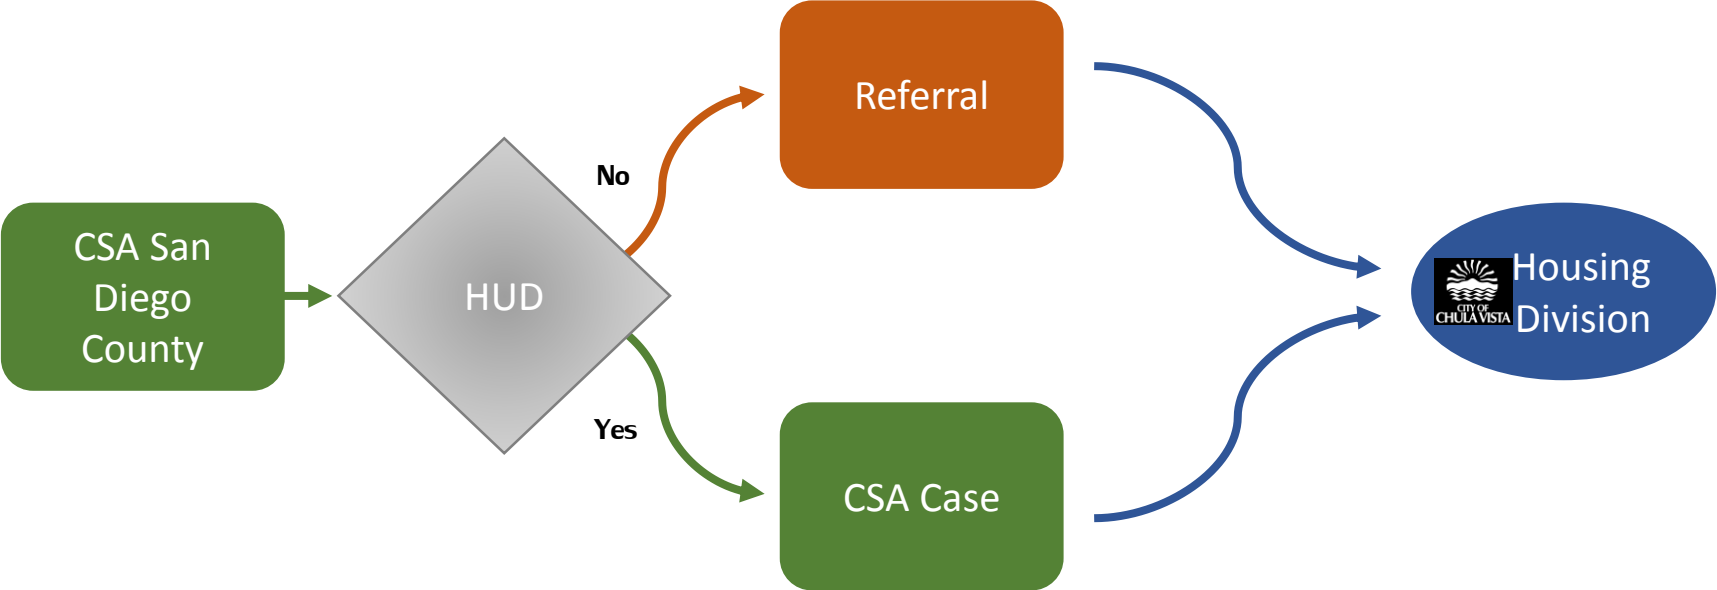 CSA San
Diego
County
HUD
No
Yes
Referral
CSA Case
CITY OF
CHULA VISTA
Housing
Division